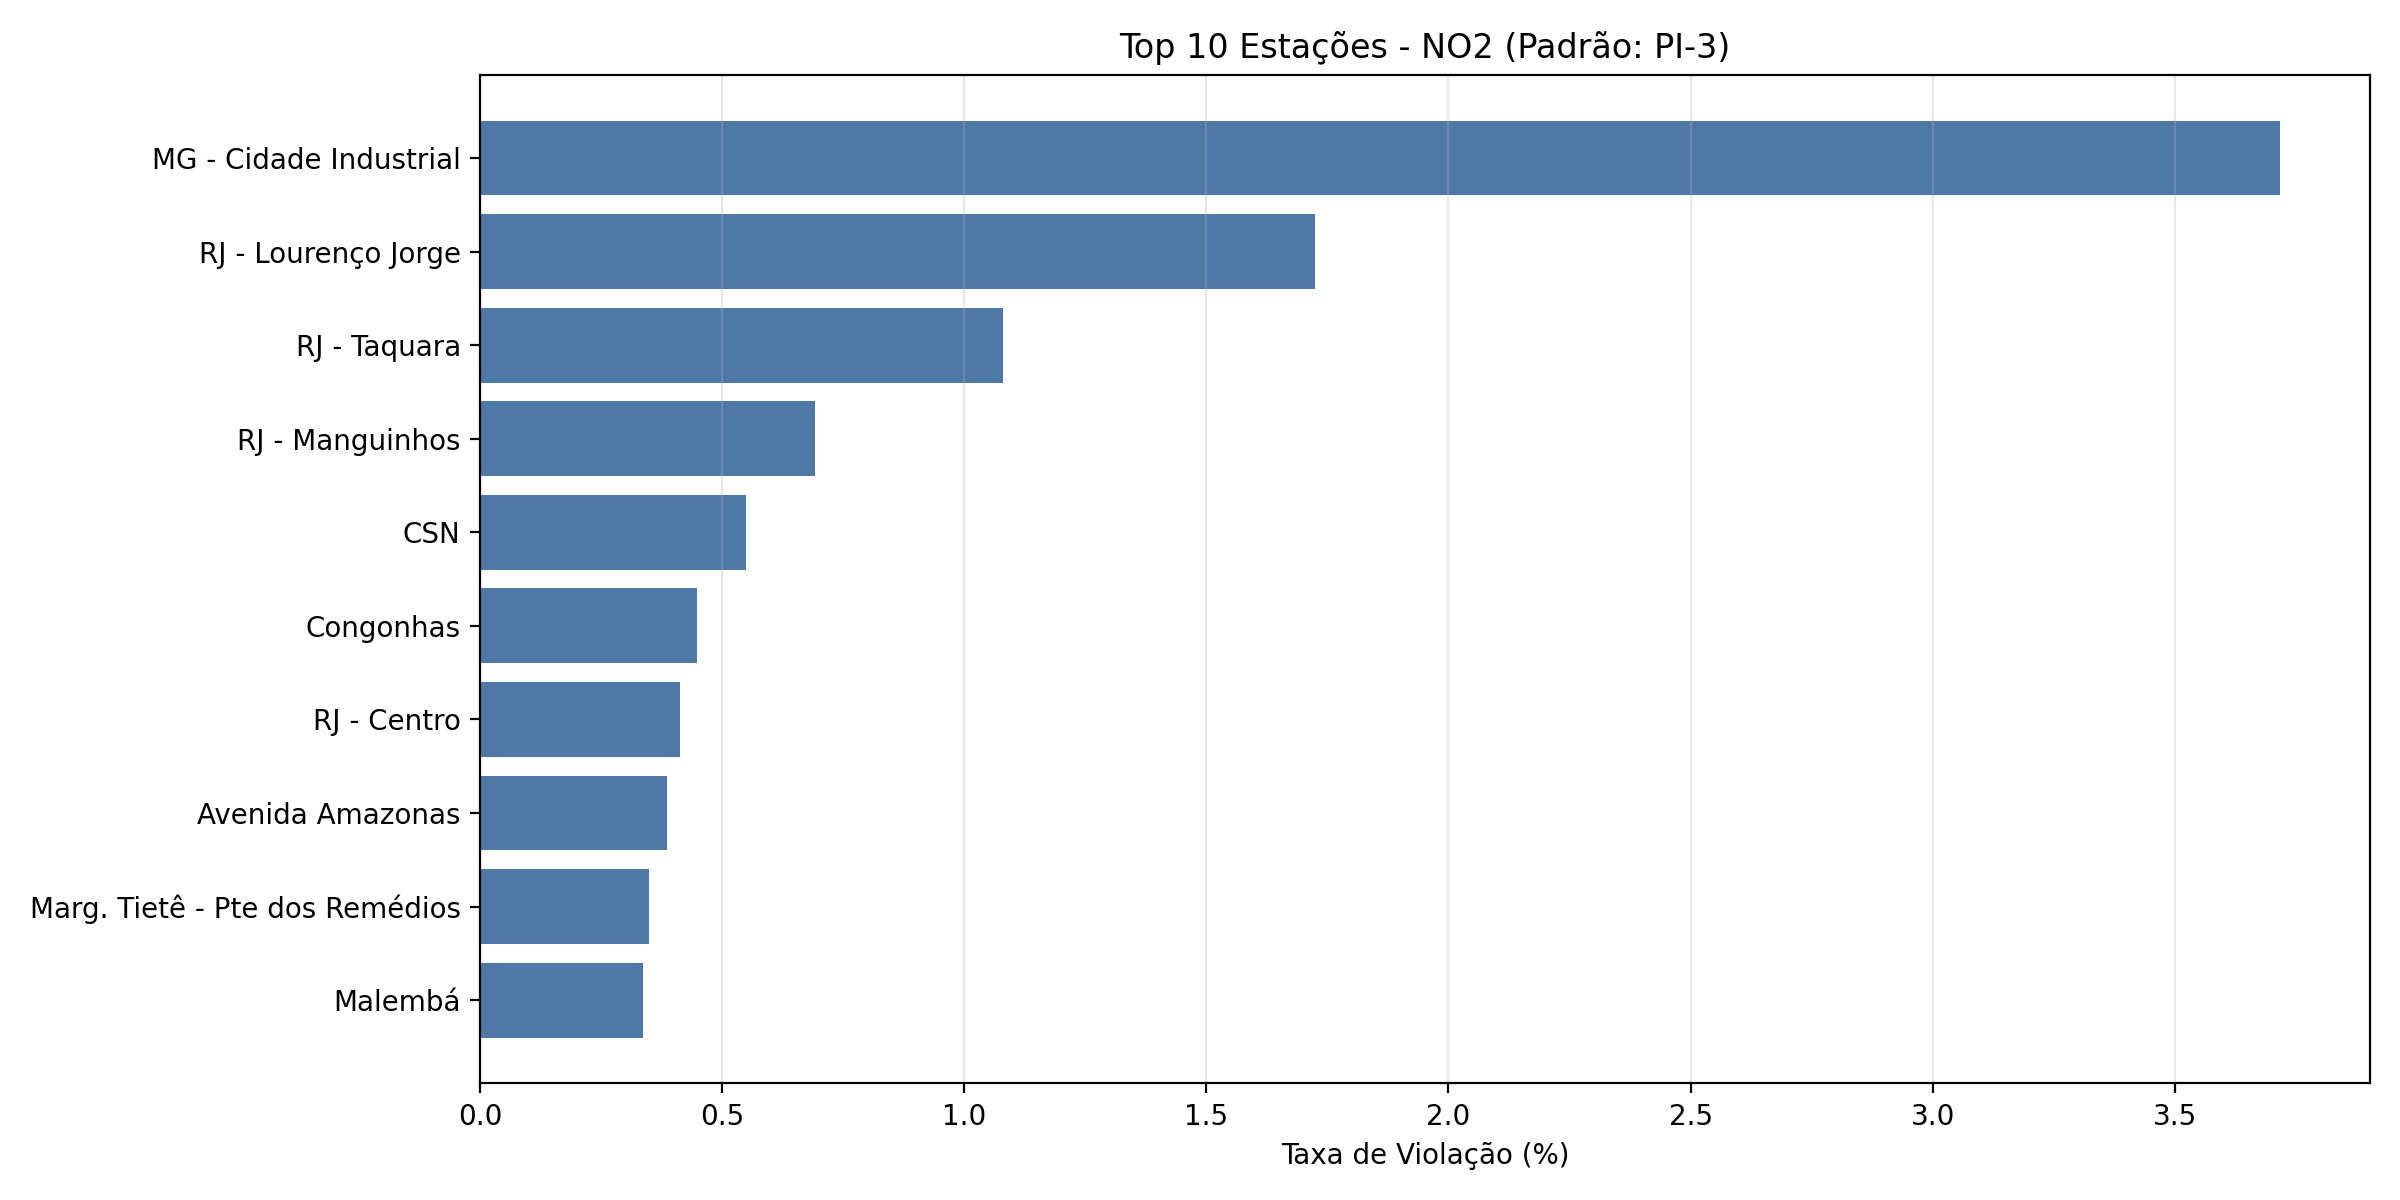 Top 10 Estações - NO2 (Padrão: PI-3)
MG - Cidade Industrial
RJ - Lourenço Jorge
RJ - Taquara
RJ - Manguinhos
CSN
Congonhas
RJ - Centro
Avenida Amazonas
Marg. Tietê - Pte dos Remédios
Malembá
0.0 0.5 1.0 1.5 2.0 2.5 3.0 3.5
Taxa de Violação (%)